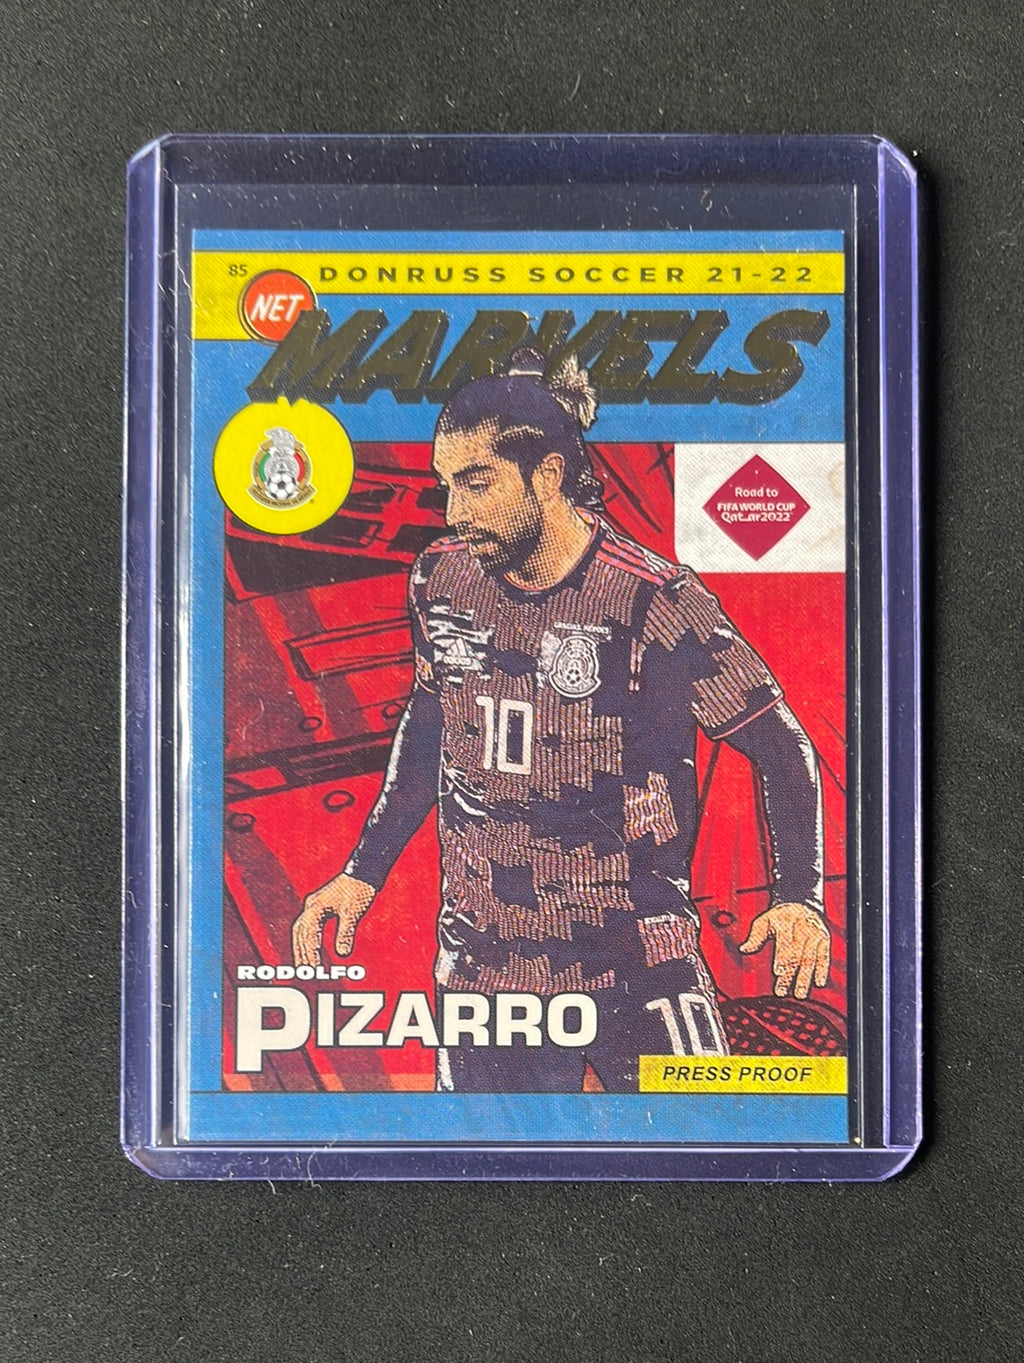 85
DONRUSS SOCCER 21-22
NET
MARVELS
Road to
FIFA WORLD CUP
Qatar2022
adidas
10
RODOLFO
PIZARRO
10
PRESS PROOF